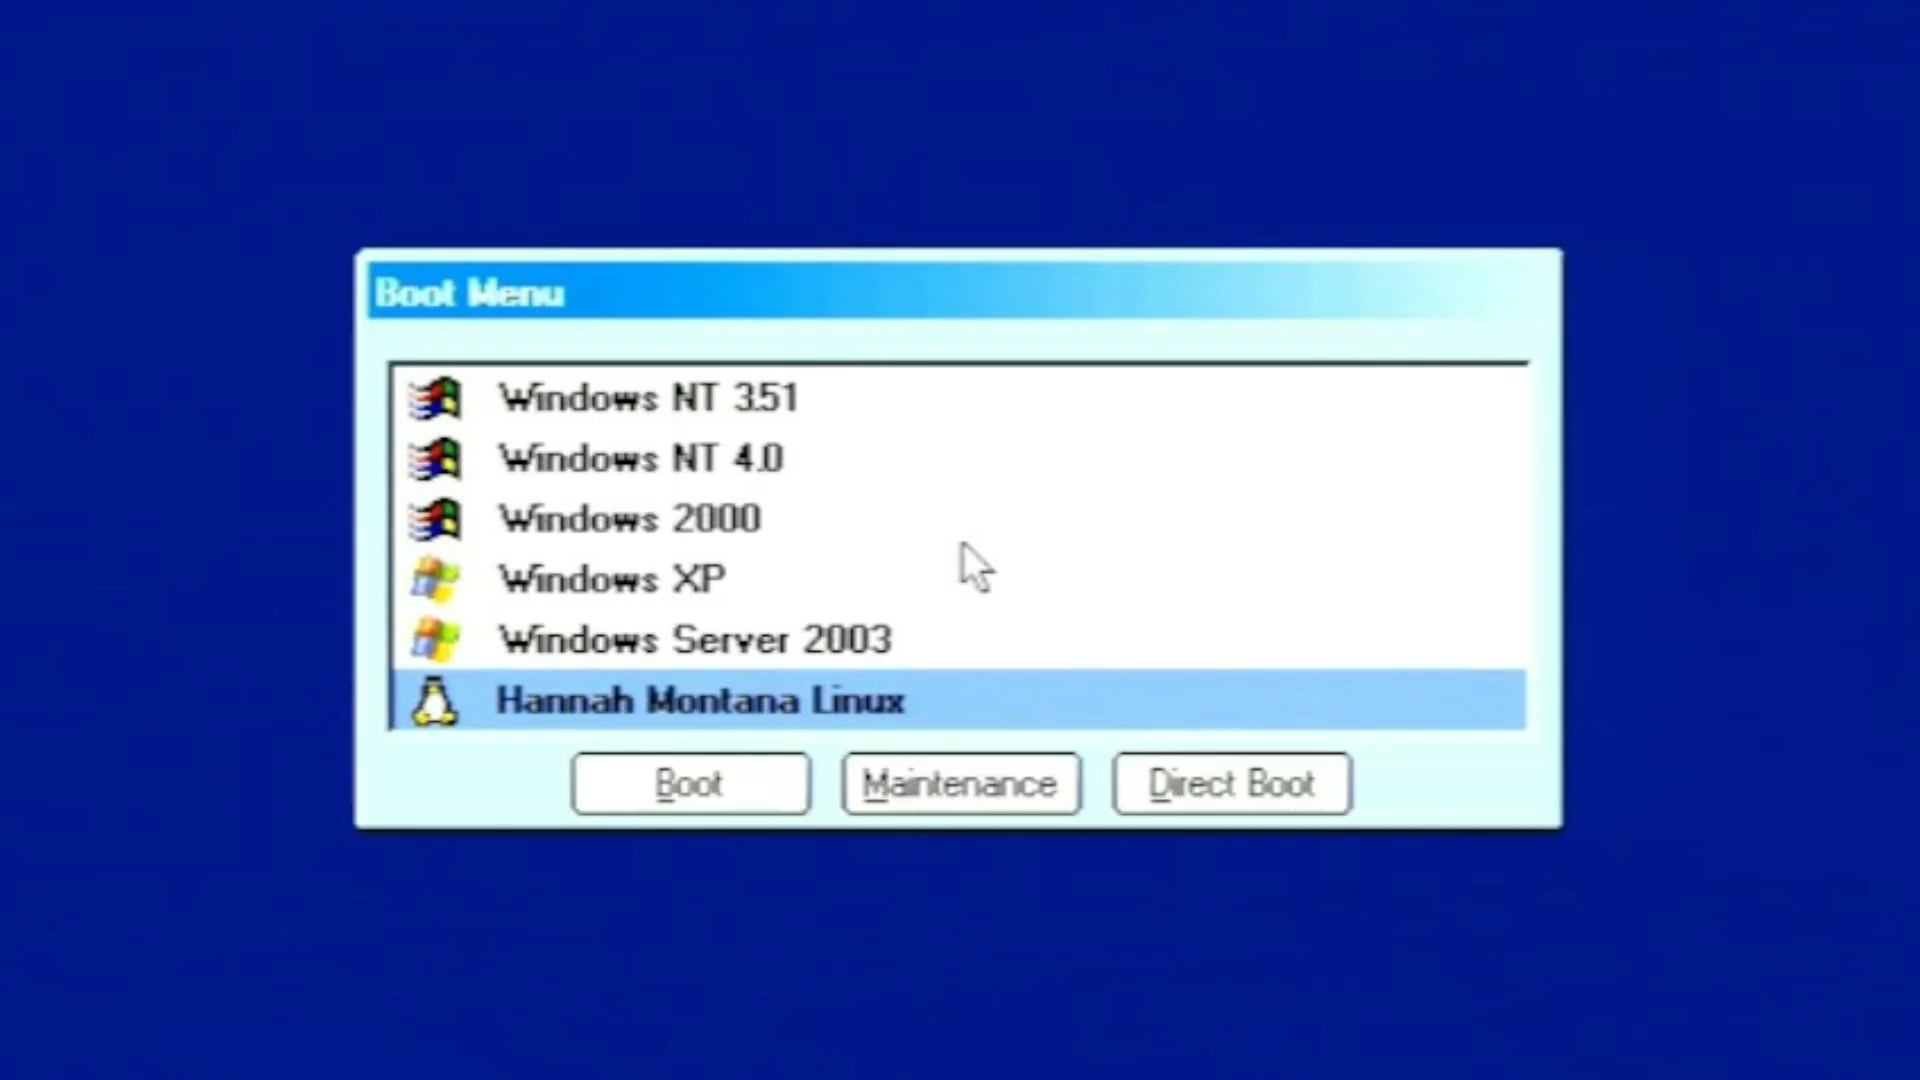 Boot Menu
Windows NT 3.51
Windows NT 4.0
Windows 2000
Windows XP
Windows Server 2003
Hannah Montana Linux
Boot
Maintenance
Direct Boot